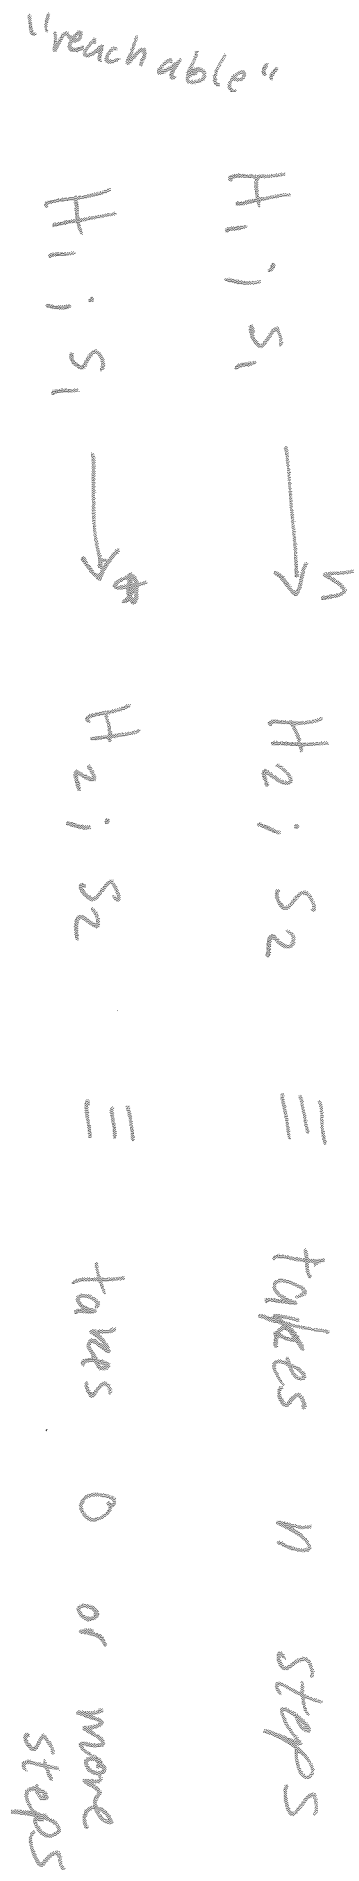 H₁ ; S₁ →ⁿ H₂ ; S₂ ≡ takes n steps
H₁ ; S₁ →* H₂ ; S₂ ≡ takes 0 or more steps
"reachable"